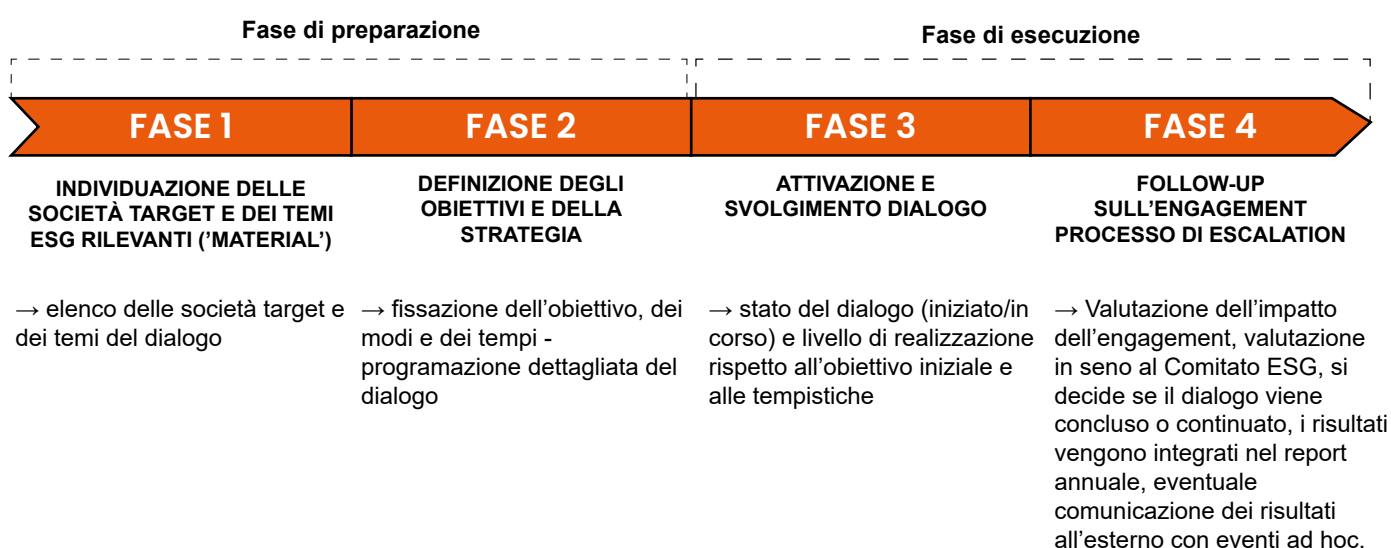 Fase di preparazione
Fase di esecuzione
FASE 1
FASE 2
FASE 3
FASE 4
INDIVIDUAZIONE DELLE
SOCIETÀ TARGET E DEI TEMI
ESG RILEVANTI (’MATERIAL’)
DEFINIZIONE DEGLI
OBIETTIVI E DELLA
STRATEGIA
ATTIVAZIONE E
SVOLGIMENTO DIALOGO
FOLLOW-UP
SULL’ENGAGEMENT
PROCESSO DI ESCALATION
→ elenco delle società target e
dei temi del dialogo
→ fissazione dell’obiettivo, dei
modi e dei tempi -
programmazione dettagliata del
dialogo
→ stato del dialogo (iniziato/in
corso) e livello di realizzazione
rispetto all’obiettivo iniziale e
alle tempistiche
→ Valutazione dell’impatto
dell’engagement, valutazione
in seno al Comitato ESG, si
decide se il dialogo viene
concluso o continuato, i risultati
vengono integrati nel report
annuale, eventuale
comunicazione dei risultati
all’esterno con eventi ad hoc.